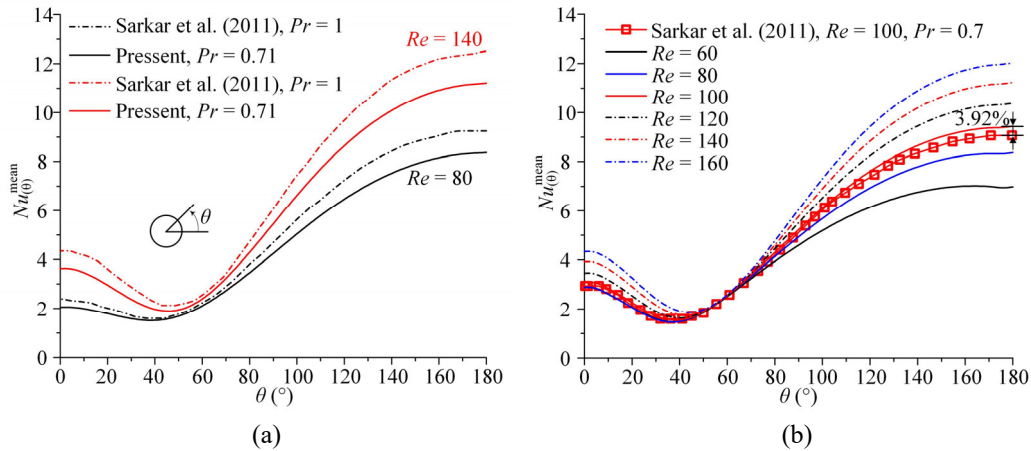 14
12
10
8
6
4
2
0
Nu(θ)mean
Sarkar et al. (2011), Pr = 1
Pressent, Pr = 0.71
Sarkar et al. (2011), Pr = 1
Pressent, Pr = 0.71
Re = 140
Re = 80
θ
0 20 40 60 80 100 120 140 160 180
θ (°)
(a)
14
12
10
8
6
4
2
0
Nu(θ)mean
Sarkar et al. (2011), Re = 100, Pr = 0.7
Re = 60
Re = 80
Re = 100
Re = 120
Re = 140
Re = 160
3.92%
0 20 40 60 80 100 120 140 160 180
θ (°)
(b)